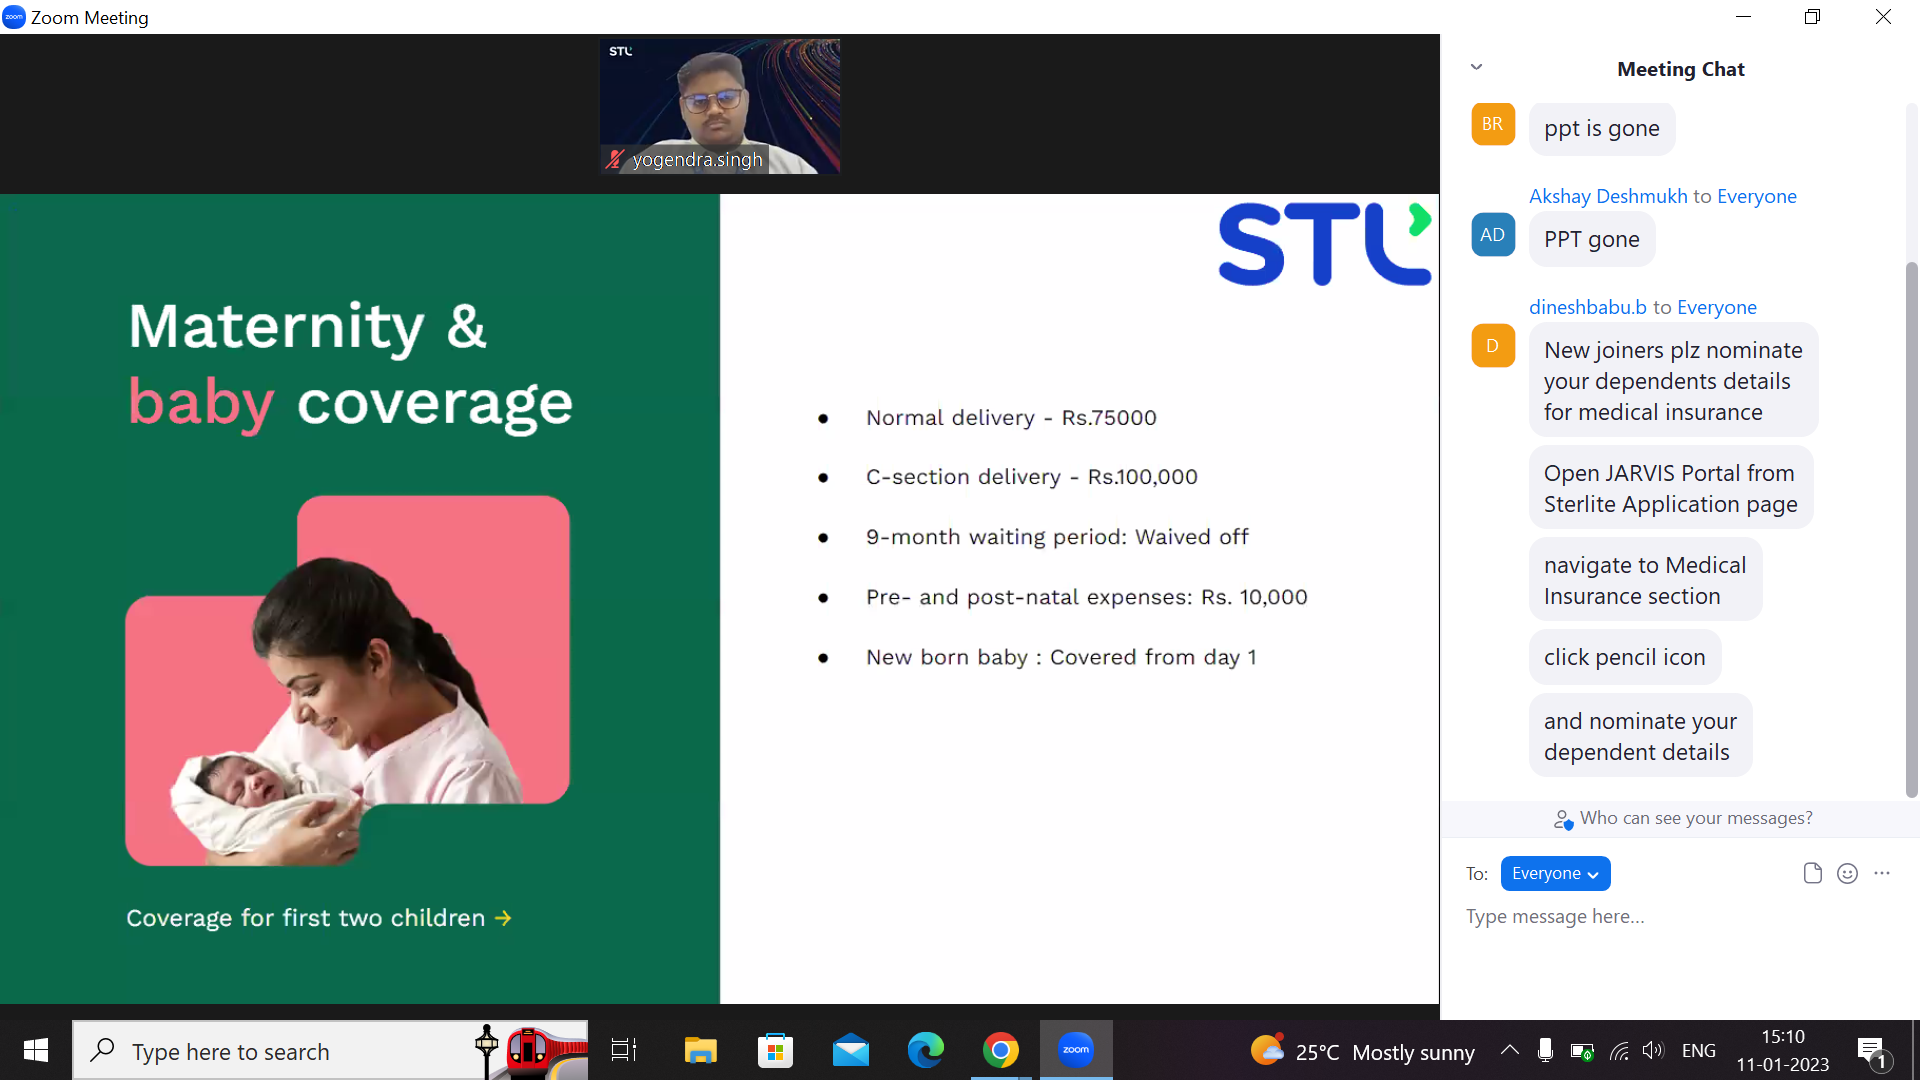 Zoom Meeting
STL
yogendra.singh
STL
Maternity &
baby coverage
Coverage for first two children →
● Normal delivery - Rs.75000
● C-section delivery - Rs.100,000
● 9-month waiting period: Waived off
● Pre- and post-natal expenses: Rs. 10,000
● New born baby : Covered from day 1
Meeting Chat
BR
ppt is gone
Akshay Deshmukh to Everyone
AD
PPT gone
dineshbabu.b to Everyone
D
New joiners plz nominate
your dependents details
for medical insurance
Open JARVIS Portal from
Sterlite Application page
navigate to Medical
Insurance section
click pencil icon
and nominate your
dependent details
Who can see your messages?
To: Everyone
Type message here...
Type here to search
zoom
25°C Mostly sunny
ENG
15:10
11-01-2023
1